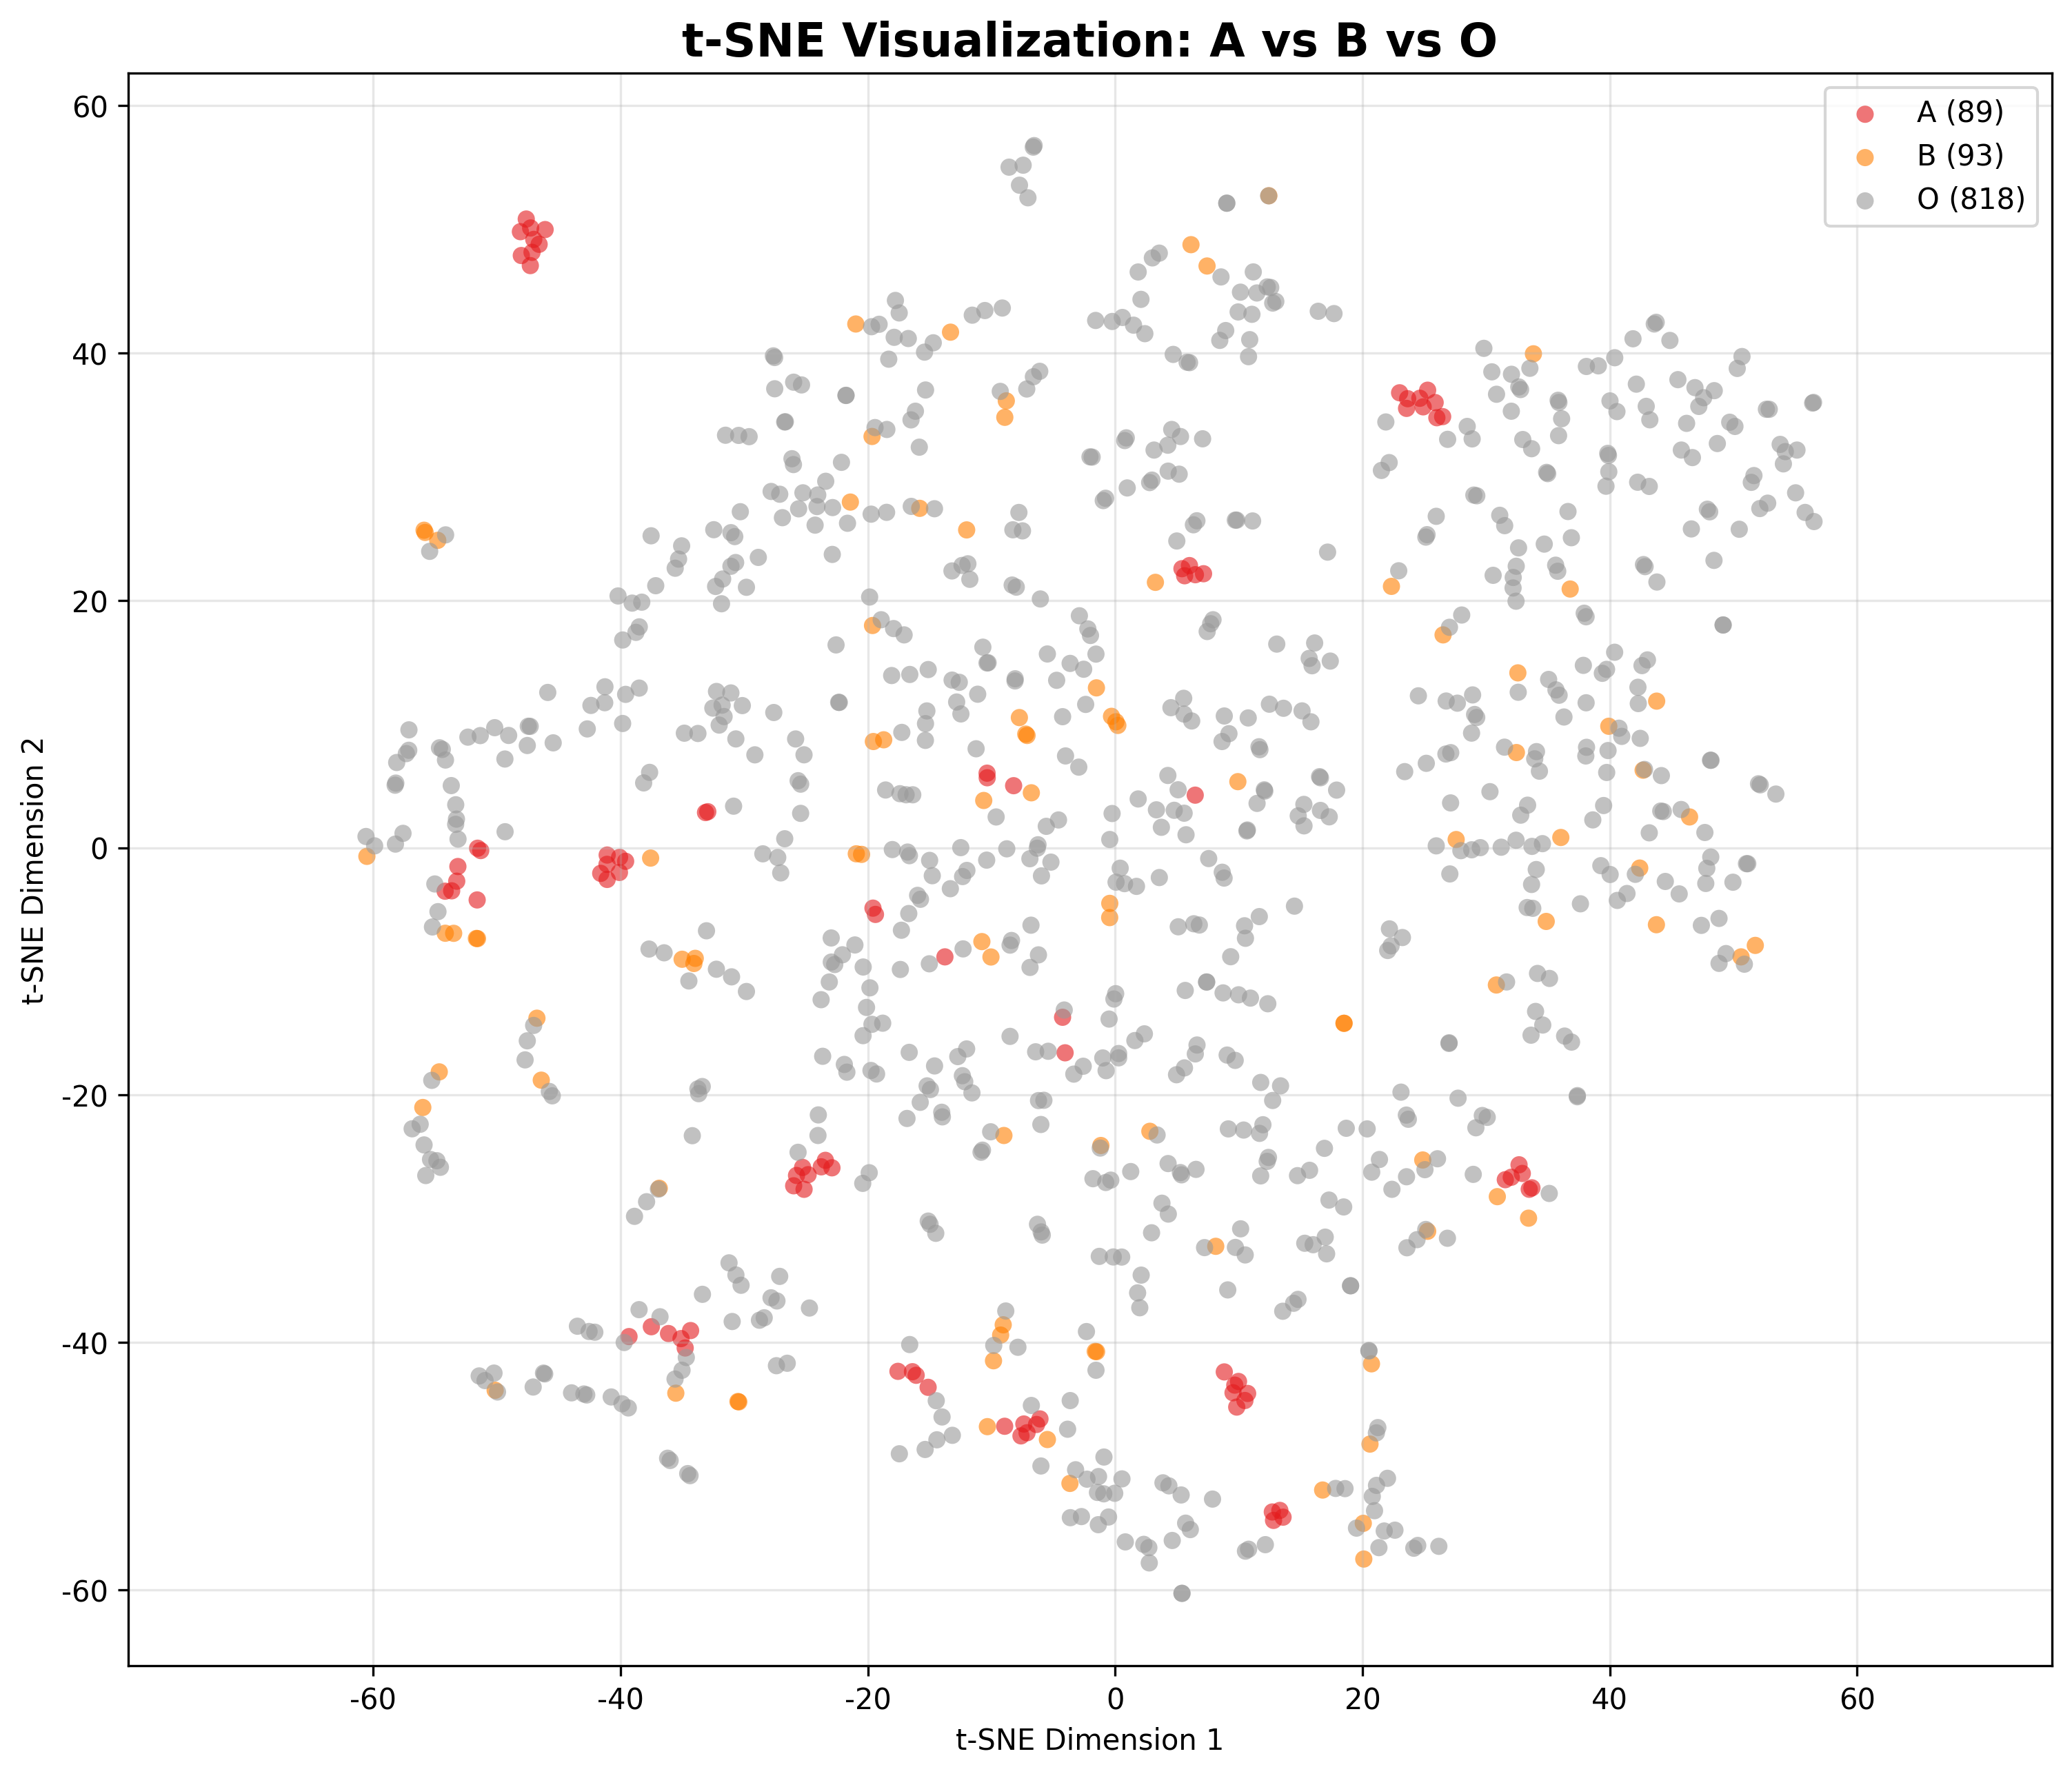 t-SNE Visualization: A vs B vs O
A (89)
B (93)
O (818)
60
40
20
0
-20
-40
-60
t-SNE Dimension 2
-60
-40
-20
0
20
40
60
t-SNE Dimension 1